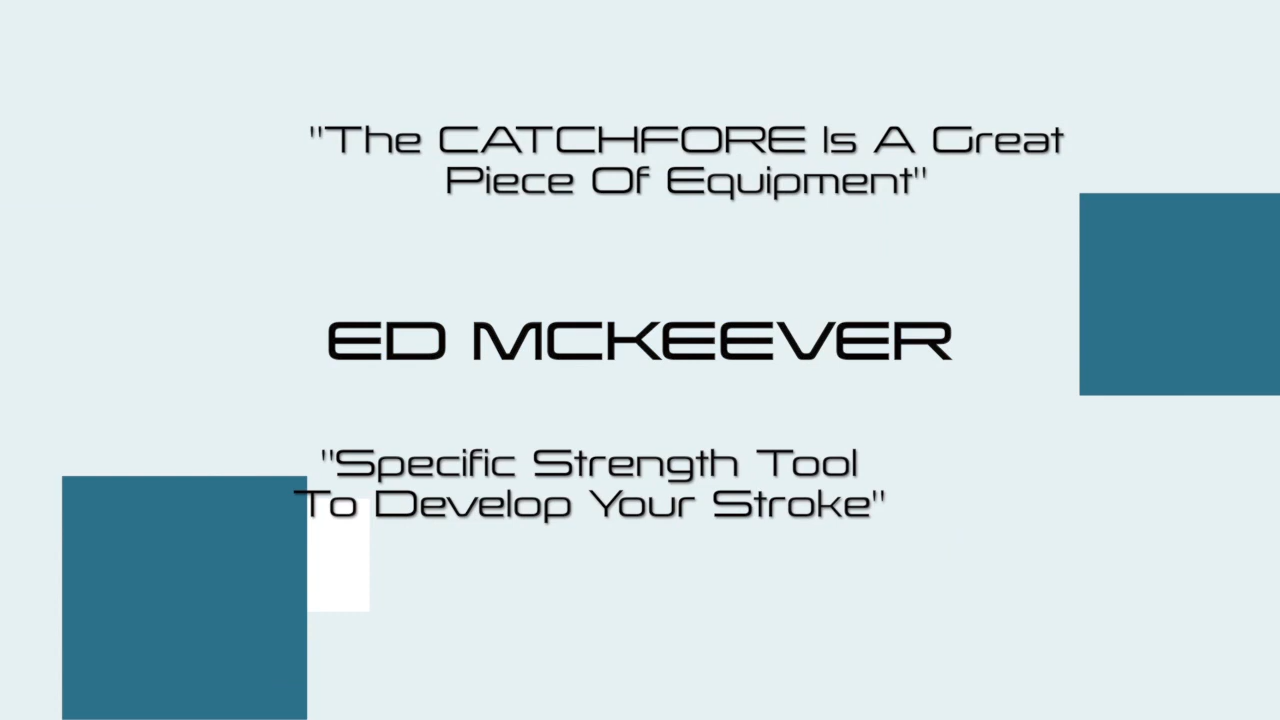 "The CATCHFORE Is A Great
Piece Of Equipment"
ED MCKEEVER
"Specific Strength Tool
To Develop Your Stroke"